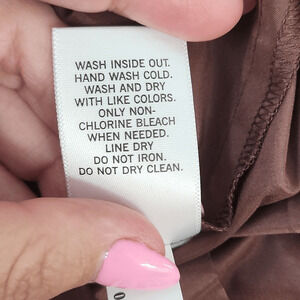 WASH INSIDE OUT.
HAND WASH COLD.
WASH AND DRY
WITH LIKE COLORS.
ONLY NON-
CHLORINE BLEACH
WHEN NEEDED.
LINE DRY
DO NOT IRON.
DO NOT DRY CLEAN.